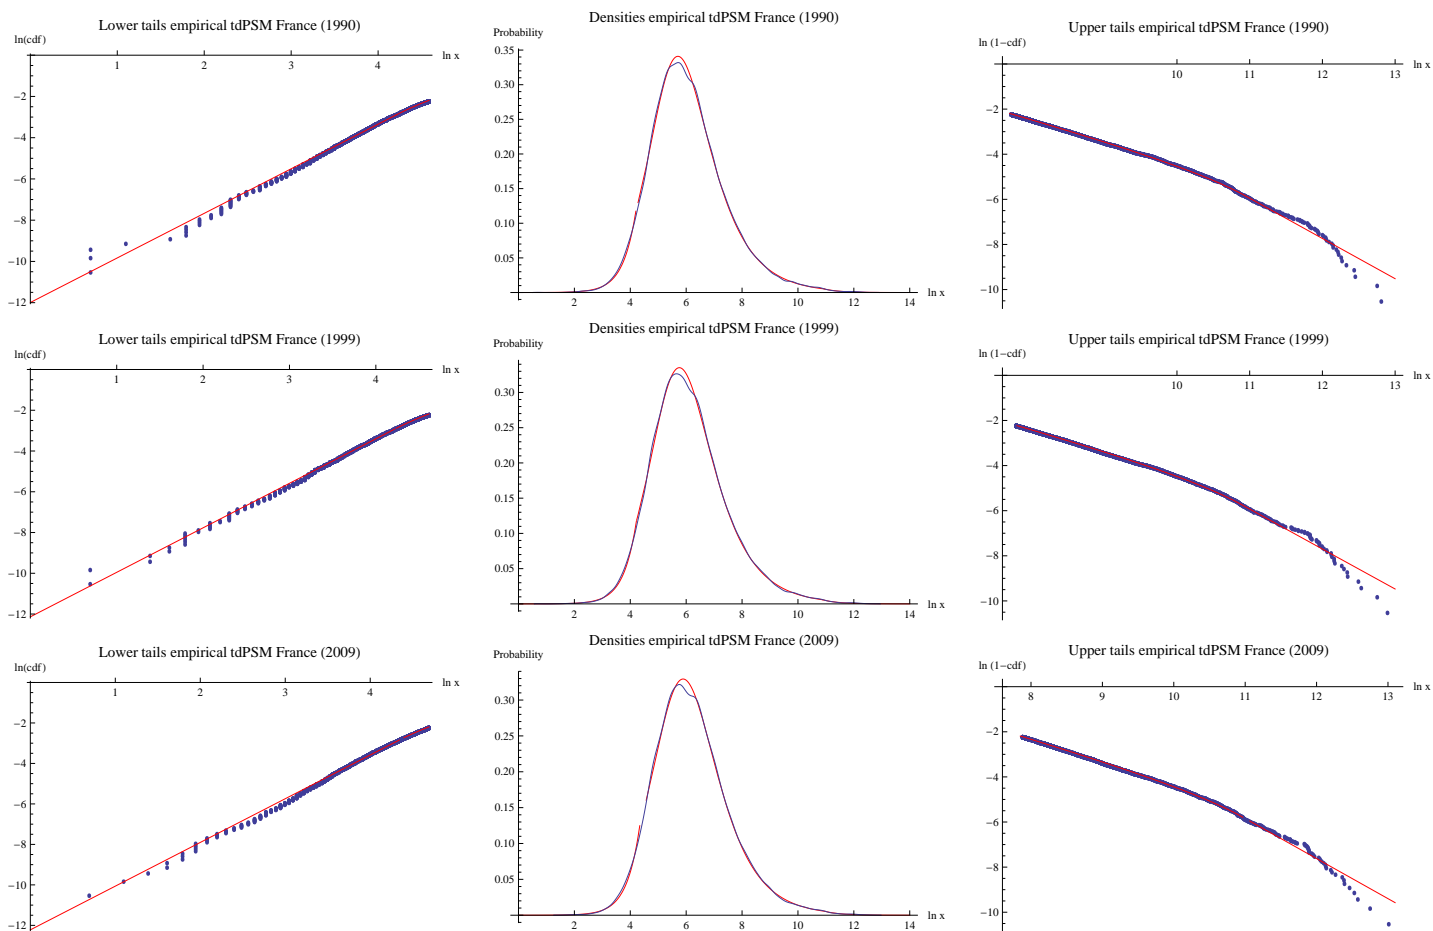 Lower tails empirical tdPSM France (1990)
ln(cdf)
ln x
1 2 3 4
−2
−4
−6
−8
−10
−12
Densities empirical tdPSM France (1990)
Probability
0.35
0.30
0.25
0.20
0.15
0.10
0.05
2 4 6 8 10 12 14
ln x
Upper tails empirical tdPSM France (1990)
ln (1−cdf)
ln x
10 11 12 13
−2
−4
−6
−8
−10
Lower tails empirical tdPSM France (1999)
ln(cdf)
ln x
1 2 3 4
−2
−4
−6
−8
−10
−12
Densities empirical tdPSM France (1999)
Probability
0.30
0.25
0.20
0.15
0.10
0.05
2 4 6 8 10 12 14
ln x
Upper tails empirical tdPSM France (1999)
ln (1−cdf)
ln x
10 11 12 13
−2
−4
−6
−8
−10
Lower tails empirical tdPSM France (2009)
ln(cdf)
ln x
1 2 3 4
−2
−4
−6
−8
−10
−12
Densities empirical tdPSM France (2009)
Probability
0.30
0.25
0.20
0.15
0.10
0.05
2 4 6 8 10 12 14
ln x
Upper tails empirical tdPSM France (2009)
ln (1−cdf)
ln x
8 9 10 11 12 13
−2
−4
−6
−8
−10